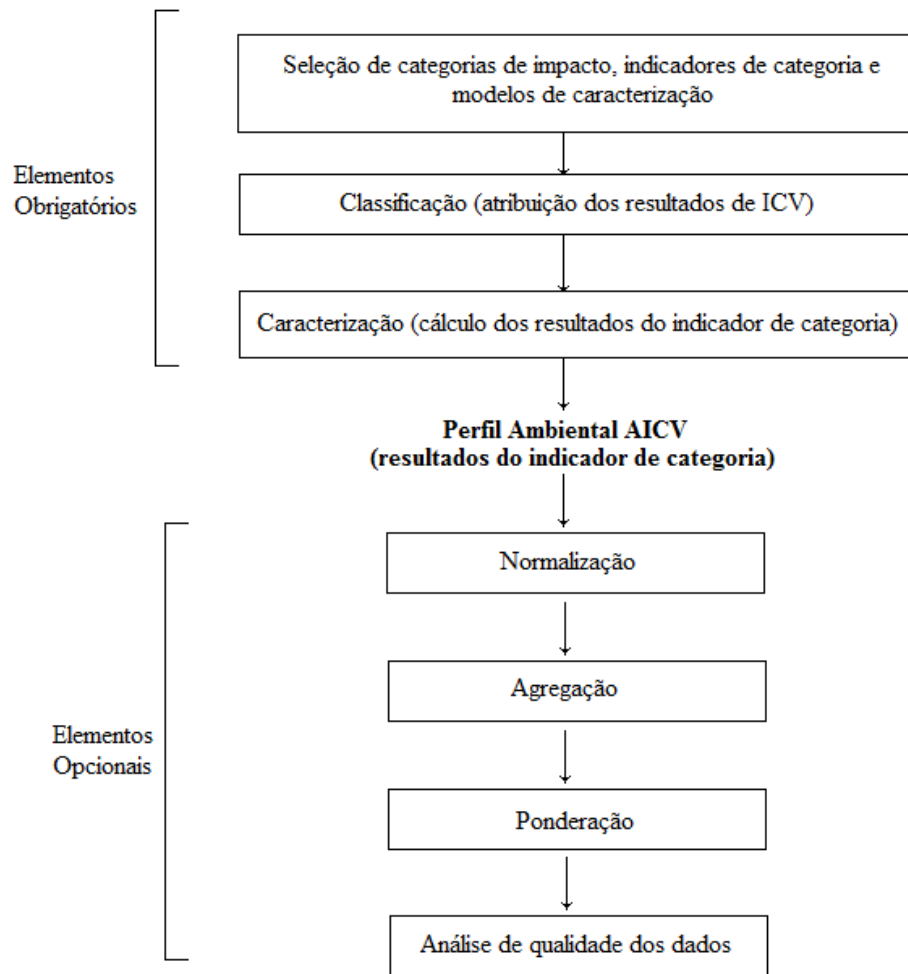 Seleção de categorias de impacto, indicadores de categoria e
modelos de caracterização
Elementos
Obrigatórios
Classificação (atribuição dos resultados de ICV)
Caracterização (cálculo dos resultados do indicador de categoria)
Perfil Ambiental AICV
(resultados do indicador de categoria)
Normalização
Agregação
Elementos
Opcionais
Ponderação
Análise de qualidade dos dados